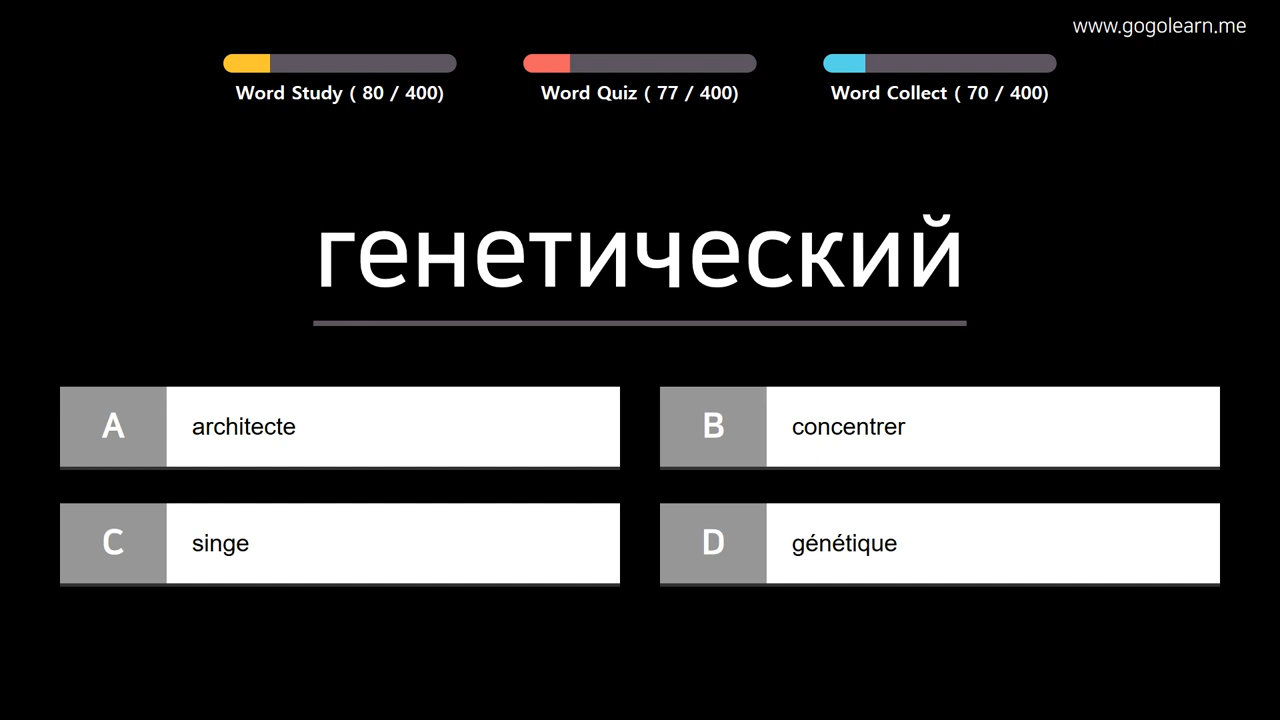 www.gogolearn.me
Word Study ( 80 / 400)
Word Quiz ( 77 / 400)
Word Collect ( 70 / 400)
генетический
A architecte
B concentrer
C singe
D génétique